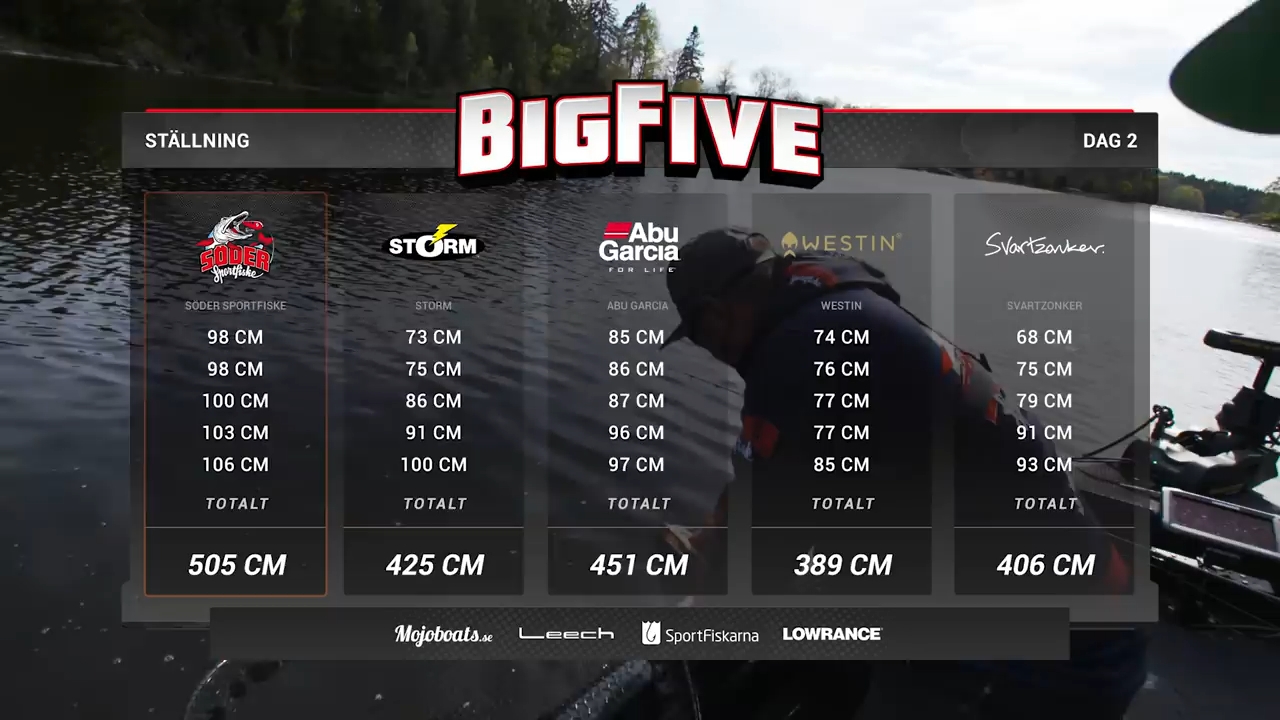 BIGFIVE
STÄLLNING
DAG 2
SÖDER
Sportfiske
STORM
Abu
Garcia
FOR LIFE
WESTIN®
Svartzonker.
SÖDER SPORTFISKE
STORM
ABU GARCIA
WESTIN
SVARTZONKER
98 CM 73 CM 85 CM 74 CM 68 CM
98 CM 75 CM 86 CM 76 CM 75 CM
100 CM 86 CM 87 CM 77 CM 79 CM
103 CM 91 CM 96 CM 77 CM 91 CM
106 CM 100 CM 97 CM 85 CM 93 CM
TOTALT TOTALT TOTALT TOTALT TOTALT
505 CM 425 CM 451 CM 389 CM 406 CM
Mojoboats.se Leech SportFiskarna LOWRANCE